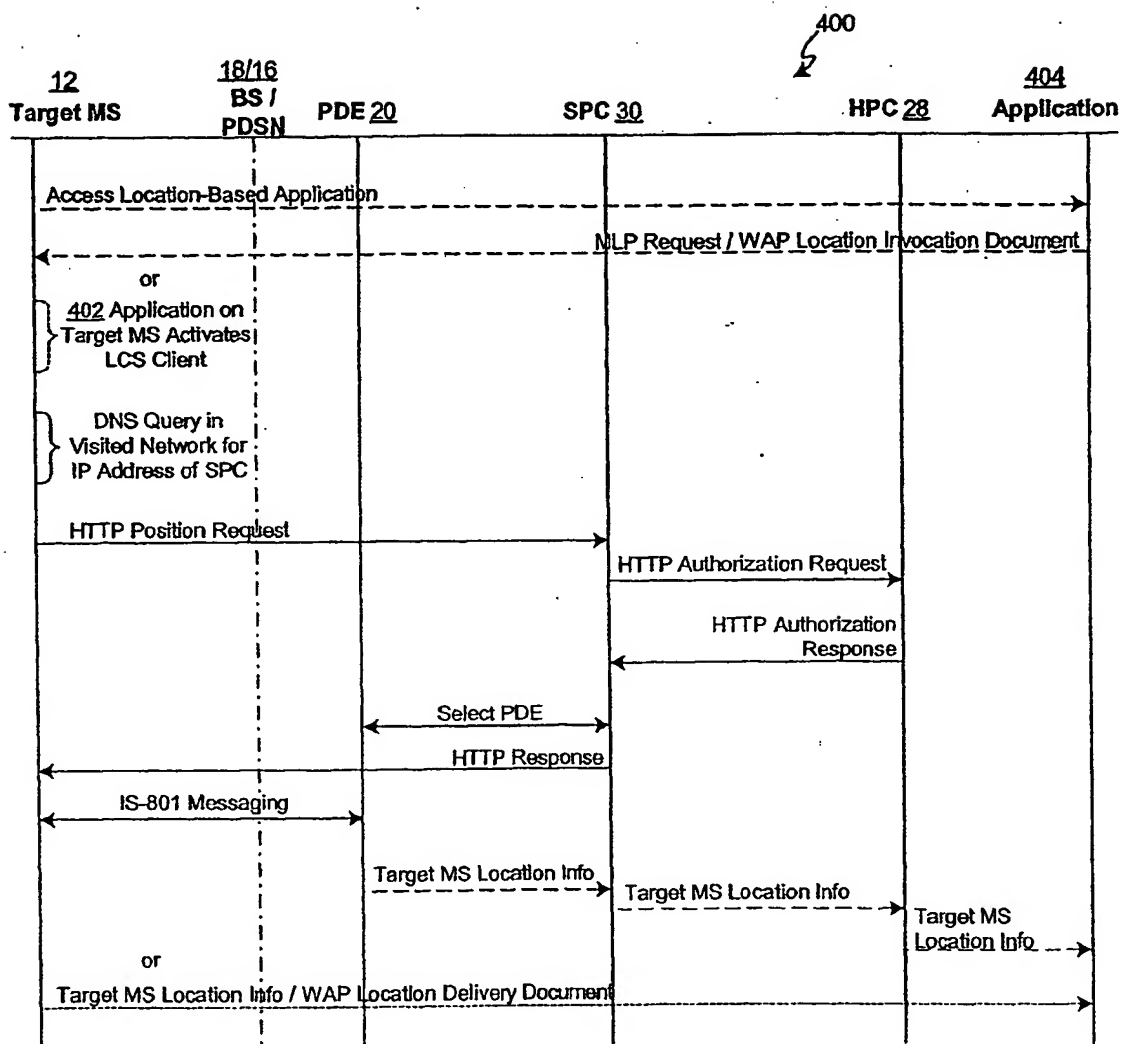 400
12
Target MS
18/16
BS /
PDSN
PDE 20
SPC 30
HPC 28
404
Application
Access Location-Based Application
MLP Request / WAP Location Invocation Document
or
402 Application on
Target MS Activates
LCS Client
DNS Query in
Visited Network for
IP Address of SPC
HTTP Position Request
HTTP Authorization Request
HTTP Authorization
Response
Select PDE
HTTP Response
IS-801 Messaging
Target MS Location Info
Target MS Location Info
Target MS
Location Info
or
Target MS Location Info / WAP Location Delivery Document